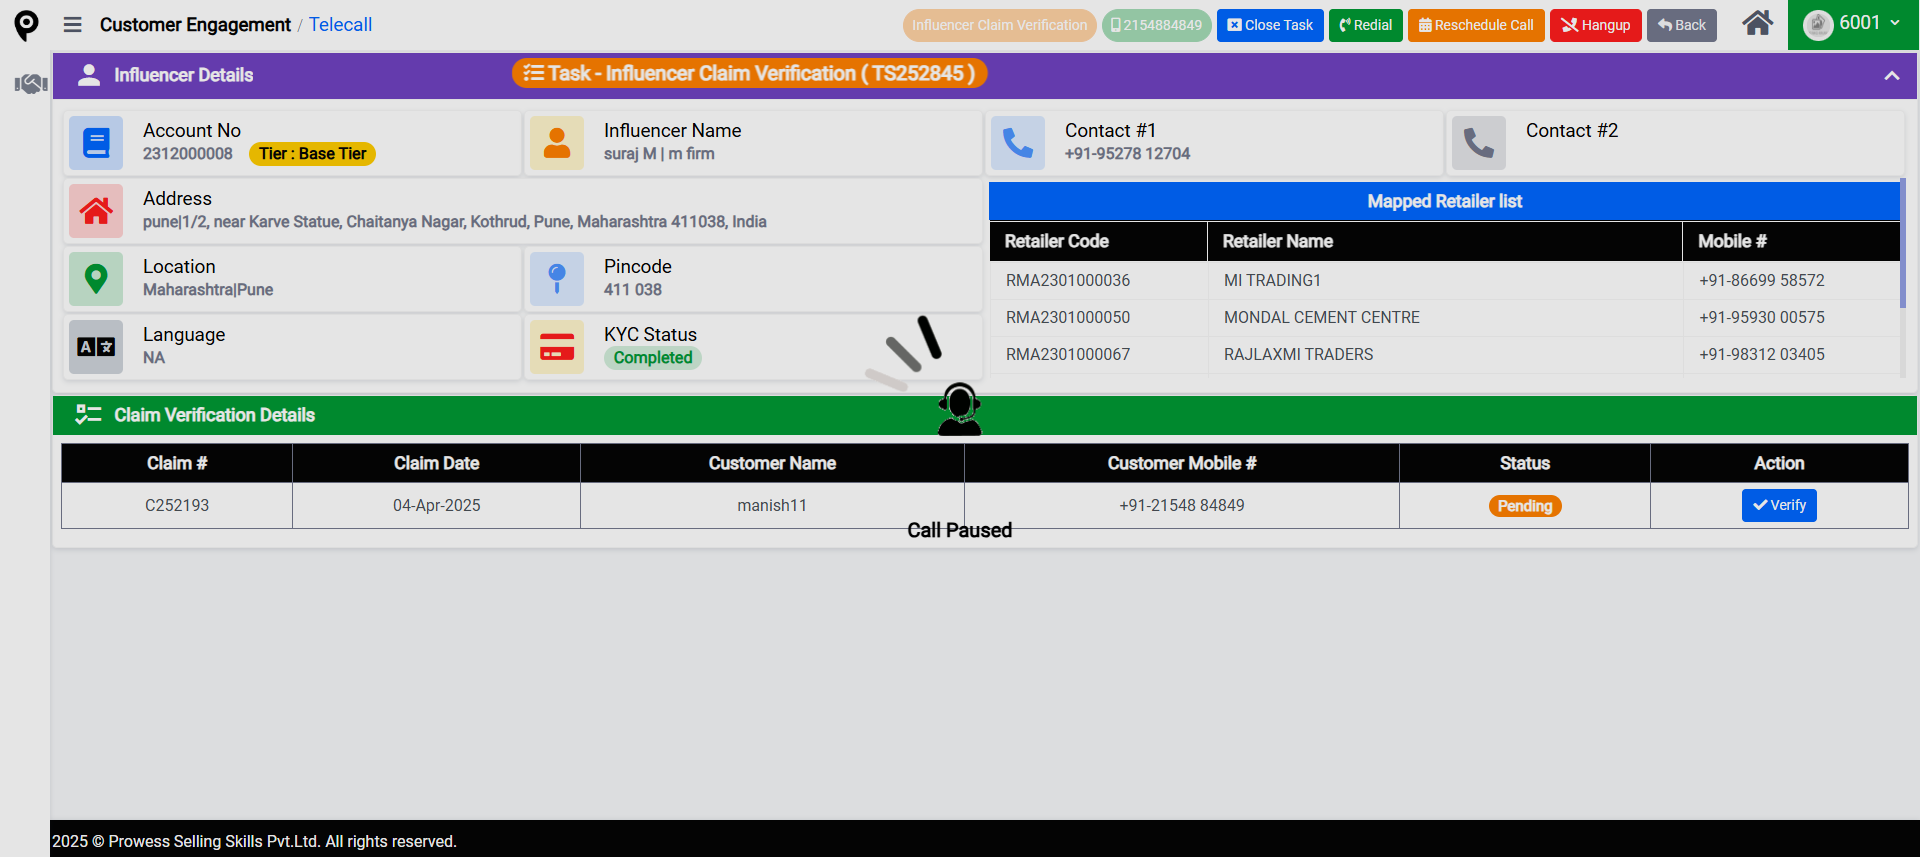 Customer Engagement / Telecall
Influencer Claim Verification
2154884849
Close Task
Redial
Reschedule Call
Hangup
Back
6001
Influencer Details
Task - Influencer Claim Verification ( TS252845 )
Account No
2312000008
Tier : Base Tier
Influencer Name
suraj M | m firm
Contact #1
+91-95278 12704
Contact #2
Address
pune|1/2, near Karve Statue, Chaitanya Nagar, Kothrud, Pune, Maharashtra 411038, India
Location
Maharashtra|Pune
Pincode
411 038
Language
NA
KYC Status
Completed
Mapped Retailer list
Retailer Code Retailer Name Mobile #
RMA2301000036 MI TRADING1 +91-86699 58572
RMA2301000050 MONDAL CEMENT CENTRE +91-95930 00575
RMA2301000067 RAJLAXMI TRADERS +91-98312 03405
Claim Verification Details
Claim # Claim Date Customer Name Customer Mobile # Status Action
C252193 04-Apr-2025 manish11 +91-21548 84849 Pending Verify
Call Paused
2025 © Prowess Selling Skills Pvt.Ltd. All rights reserved.